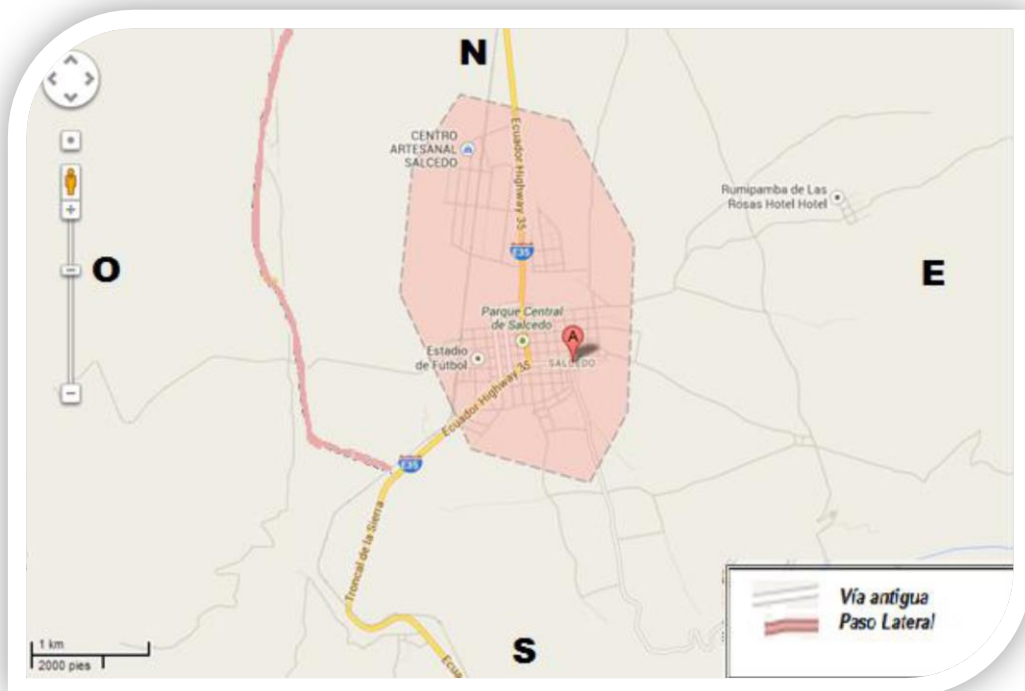 N
CENTRO
ARTESANAL
SALCEDO
Ecuador Highway 35
Rumipamba de Las
Rosas Hotel Hotel
E35
O
E
Parque Central
de Salcedo
A
Estadio
de Fútbol
SALCEDO
Ecuador Highway 35
E35
Troncal de la Sierra
Vía antigua
Paso Lateral
1 km
2000 pies
S
Ecua